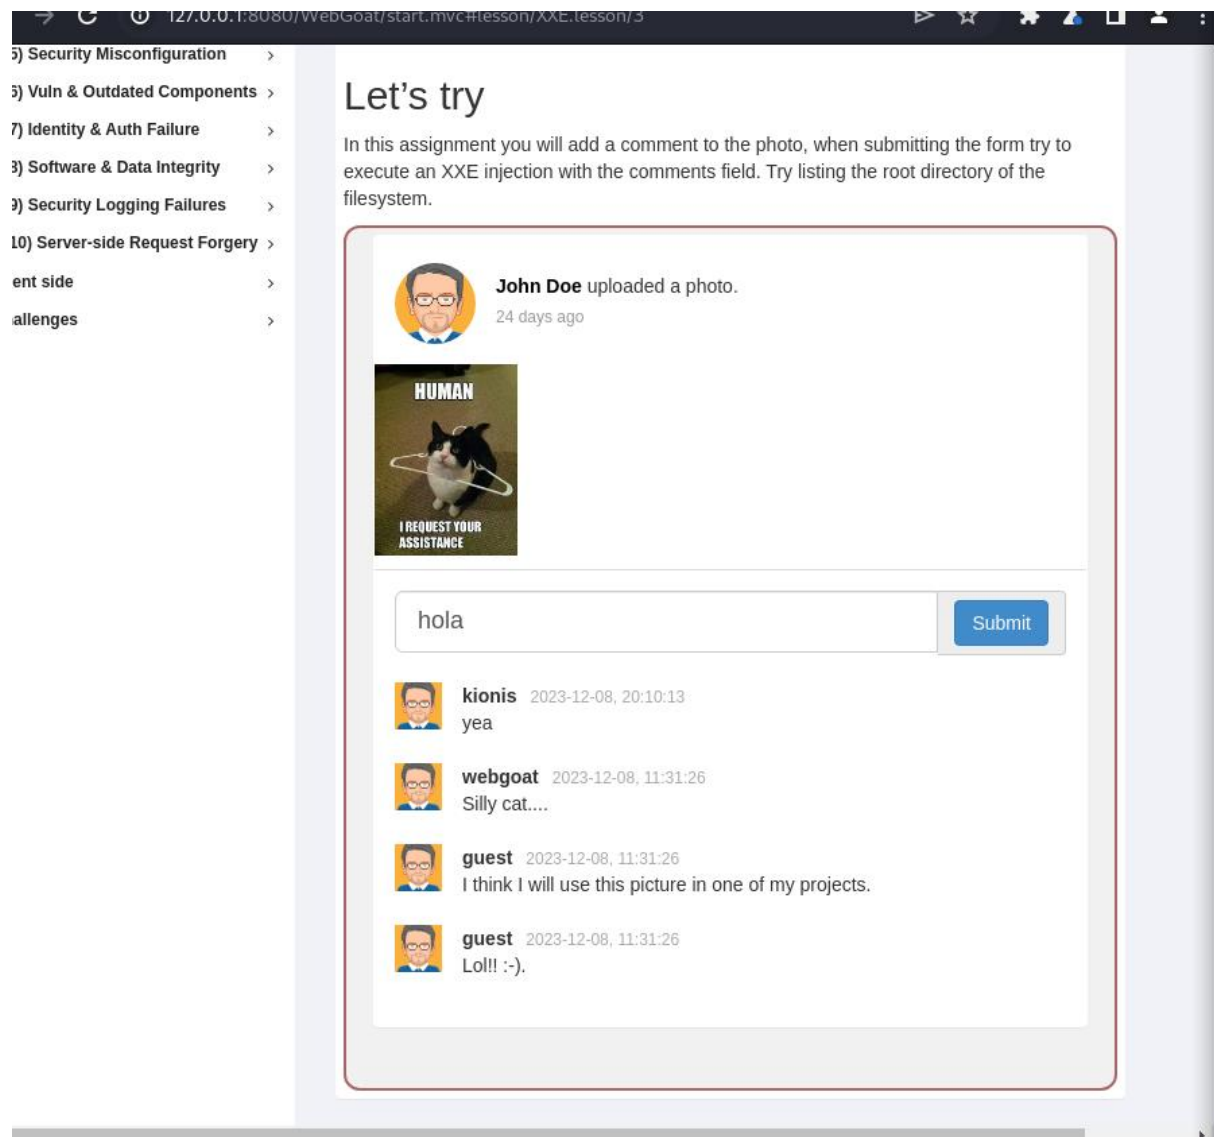 127.0.0.1:8080/WebGoat/start.mvc#lesson/XXE.lesson/3
5) Security Misconfiguration
6) Vuln & Outdated Components
7) Identity & Auth Failure
8) Software & Data Integrity
9) Security Logging Failures
10) Server-side Request Forgery
ent side
allenges
Let's try
In this assignment you will add a comment to the photo, when submitting the form try to
execute an XXE injection with the comments field. Try listing the root directory of the
filesystem.
John Doe uploaded a photo.
24 days ago
HUMAN
I REQUEST YOUR
ASSISTANCE
hola
Submit
kionis 2023-12-08, 20:10:13
yea
webgoat 2023-12-08, 11:31:26
Silly cat....
guest 2023-12-08, 11:31:26
I think I will use this picture in one of my projects.
guest 2023-12-08, 11:31:26
Lol!! :-).